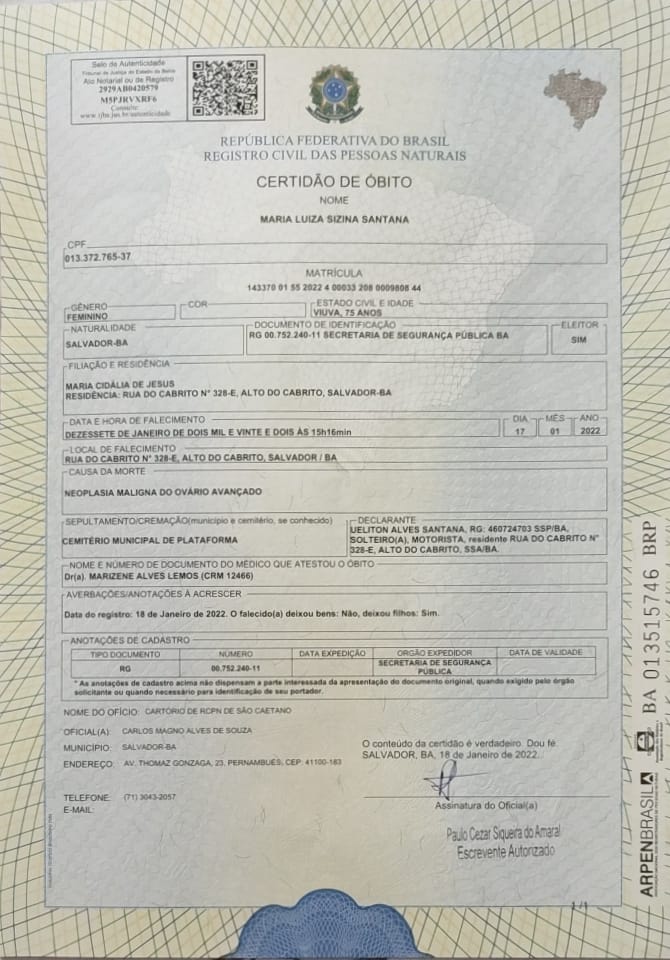 Selo de Autenticidade
Tribunal de Justiça do Estado da Bahia
Ato Notarial ou de Registro
2929AB0420579
M5PJRVXRF6
Consulte:
www.tjba.jus.br/autenticidade
REPÚBLICA FEDERATIVA DO BRASIL
REGISTRO CIVIL DAS PESSOAS NATURAIS
CERTIDÃO DE ÓBITO
NOME
MARIA LUIZA SIZINA SANTANA
CPF
013.372.765-37
MATRÍCULA
143370 01 55 2022 4 00033 208 0009808 44
GÊNERO
FEMININO
COR
ESTADO CIVIL E IDADE
VIUVA, 75 ANOS
NATURALIDADE
SALVADOR-BA
DOCUMENTO DE IDENTIFICAÇÃO
RG 00.752.240-11 SECRETARIA DE SEGURANÇA PÚBLICA BA
ELEITOR
SIM
FILIAÇÃO E RESIDÊNCIA
MARIA CIDÁLIA DE JESUS
RESIDÊNCIA: RUA DO CABRITO N° 328-E, ALTO DO CABRITO, SALVADOR-BA
DATA E HORA DE FALECIMENTO
DEZESSETE DE JANEIRO DE DOIS MIL E VINTE E DOIS ÀS 15h16min
DIA
17
MÊS
01
ANO
2022
LOCAL DE FALECIMENTO
RUA DO CABRITO N° 328-E, ALTO DO CABRITO, SALVADOR / BA
CAUSA DA MORTE
NEOPLASIA MALIGNA DO OVÁRIO AVANÇADO
SEPULTAMENTO/CREMAÇÃO(município e cemitério, se conhecido)
CEMITÉRIO MUNICIPAL DE PLATAFORMA
DECLARANTE
UELITON ALVES SANTANA, RG: 460724703 SSP/BA,
SOLTEIRO(A), MOTORISTA, residente RUA DO CABRITO N°
328-E, ALTO DO CABRITO, SSA/BA.
NOME E NÚMERO DE DOCUMENTO DO MÉDICO QUE ATESTOU O ÓBITO
Dr(a). MARIZENE ALVES LEMOS (CRM 12466)
AVERBAÇÕES/ANOTAÇÕES À ACRESCER
Data do registro: 18 de Janeiro de 2022. O falecido(a) deixou bens: Não, deixou filhos: Sim.
ANOTAÇÕES DE CADASTRO
TIPO DOCUMENTO NÚMERO DATA EXPEDIÇÃO ORGÃO EXPEDIDOR DATA DE VALIDADE
RG 00.752.240-11 SECRETARIA DE SEGURANÇA
PÚBLICA
* As anotações de cadastro acima não dispensam a parte interessada da apresentação do documento original, quando exigido pelo órgão
solicitante ou quando necessário para identificação de seu portador.
NOME DO OFÍCIO: CARTÓRIO DE RCPN DE SÃO CAETANO
OFICIAL(A): CARLOS MAGNO ALVES DE SOUZA
MUNICÍPIO: SALVADOR-BA
ENDEREÇO: AV. THOMAZ GONZAGA, 23, PERNAMBUÉS, CEP: 41100-183
TELEFONE: (71) 3043-2057
E-MAIL:
O conteúdo da certidão é verdadeiro. Dou fé.
SALVADOR, BA, 18 de Janeiro de 2022.
Assinatura do Oficial(a)
Paulo Cezar Siqueira do Amaral
Escrevente Autorizado
1/1
BA 013515746 BRP
ARPENBRASIL